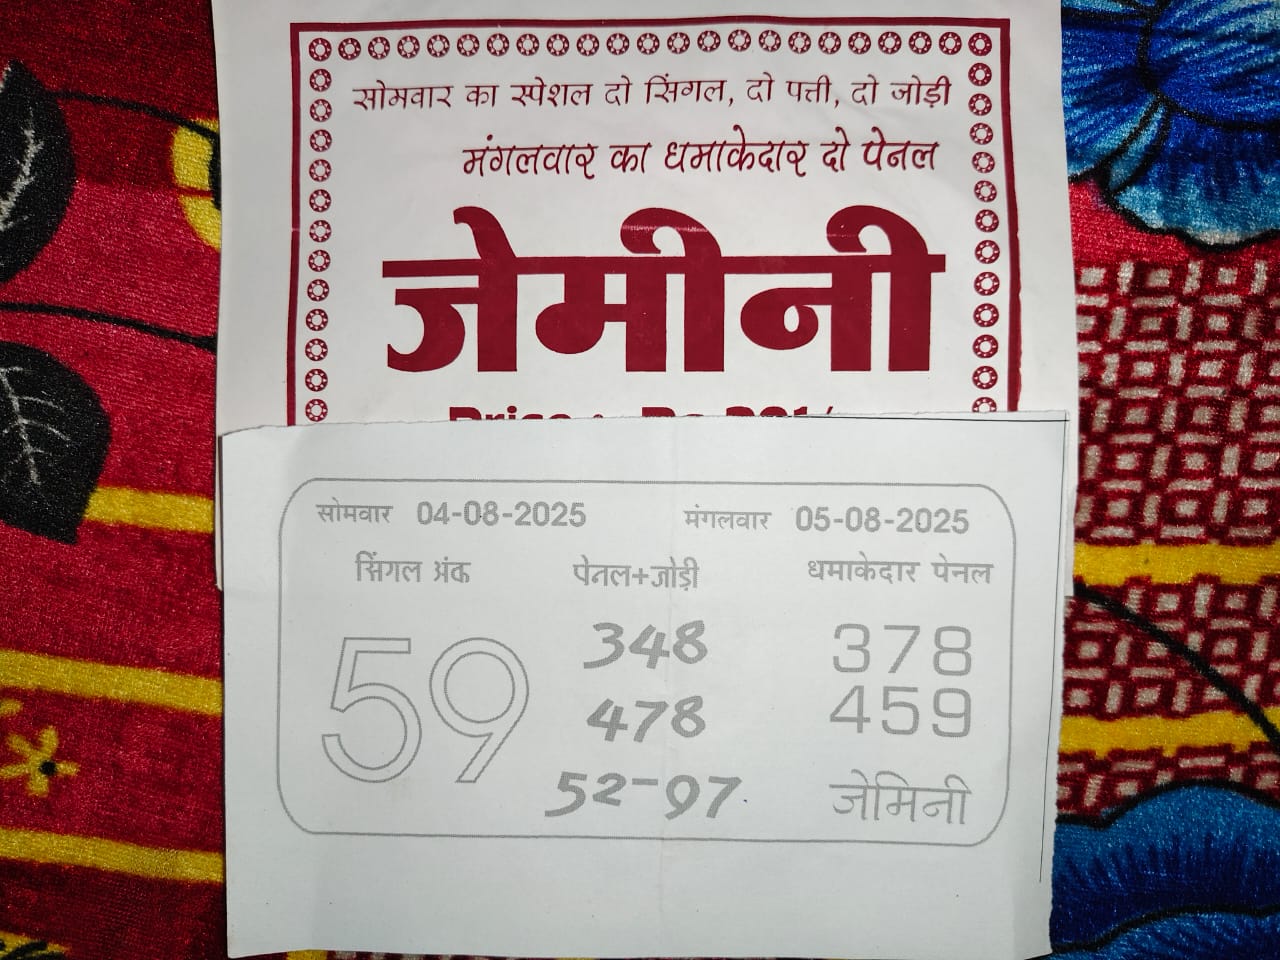 सोमवार का स्पेशल दो सिंगल, दो पत्ती, दो जोड़ी
मंगलवार का धमाकेदार दो पेनल
जेमीनी
सोमवार 04-08-2025 मंगलवार 05-08-2025
सिंगल अंक पेनल+जोड़ी धमाकेदार पेनल
59 348 378
478 459
52-97 जेमिनी